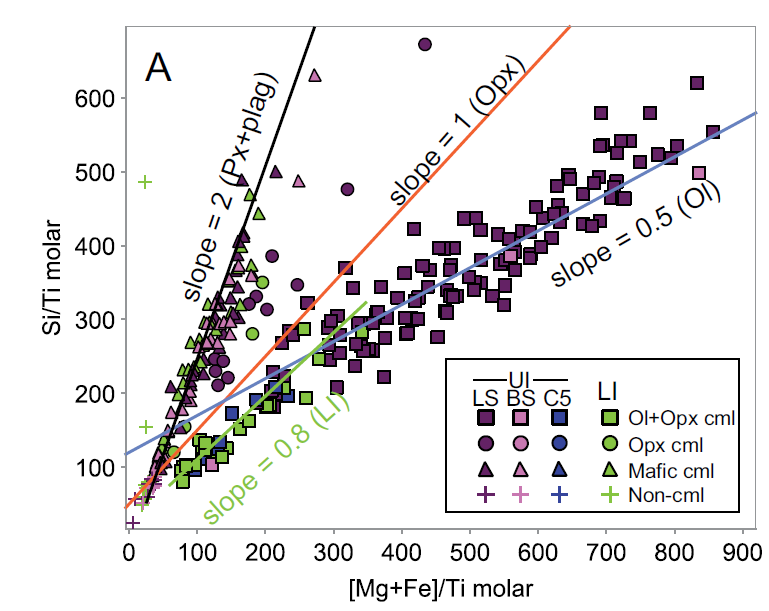 A
slope = 2 (Px+plag)
slope = 1 (Opx)
slope = 0.5 (Ol)
slope = 0.8 (LI)
Si/Ti molar
600
500
400
300
200
100
0 100 200 300 400 500 600 700 800 900
[Mg+Fe]/Ti molar
UI
LS BS C5 LI
Ol+Opx cml
Opx cml
Mafic cml
Non-cml